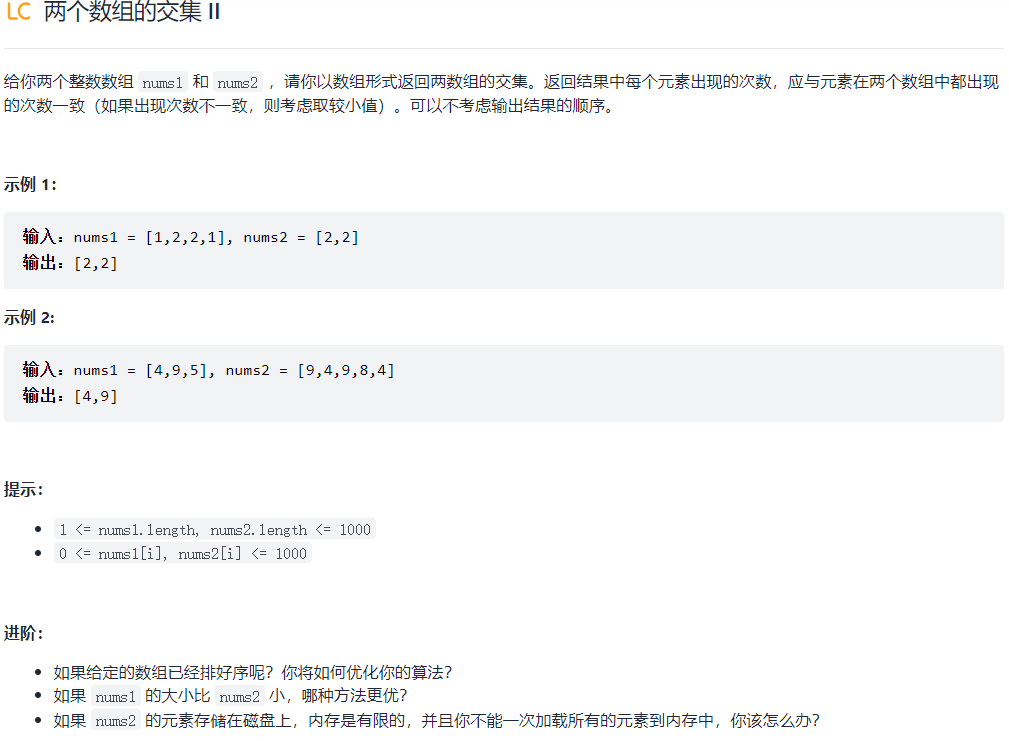 LC 两个数组的交集 II
给你两个整数数组 nums1 和 nums2 ，请你以数组形式返回两数组的交集。返回结果中每个元素出现的次数，应与元素在两个数组中都出现
的次数一致（如果出现次数不一致，则考虑取较小值）。可以不考虑输出结果的顺序。
示例 1：
输入：nums1 = [1,2,2,1], nums2 = [2,2]
输出：[2,2]
示例 2:
输入：nums1 = [4,9,5], nums2 = [9,4,9,8,4]
输出：[4,9]
提示：
1 <= nums1.length, nums2.length <= 1000
0 <= nums1[i], nums2[i] <= 1000
进阶：
如果给定的数组已经排好序呢？你将如何优化你的算法？
如果 nums1 的大小比 nums2 小，哪种方法更优？
如果 nums2 的元素存储在磁盘上，内存是有限的，并且你不能一次加载所有的元素到内存中，你该怎么办？